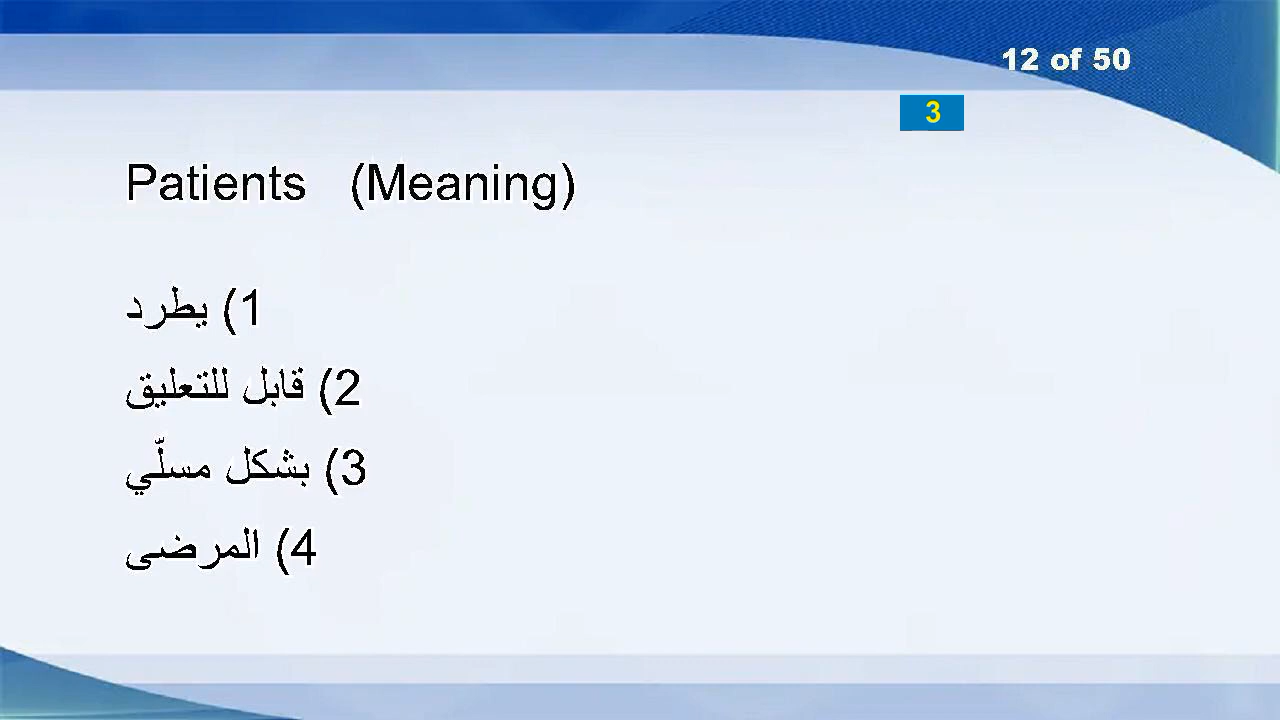 12 of 50
3
Patients (Meaning)
1) يطرد
2) قابل للتعليق
3) بشكل مسلّي
4) المرضى